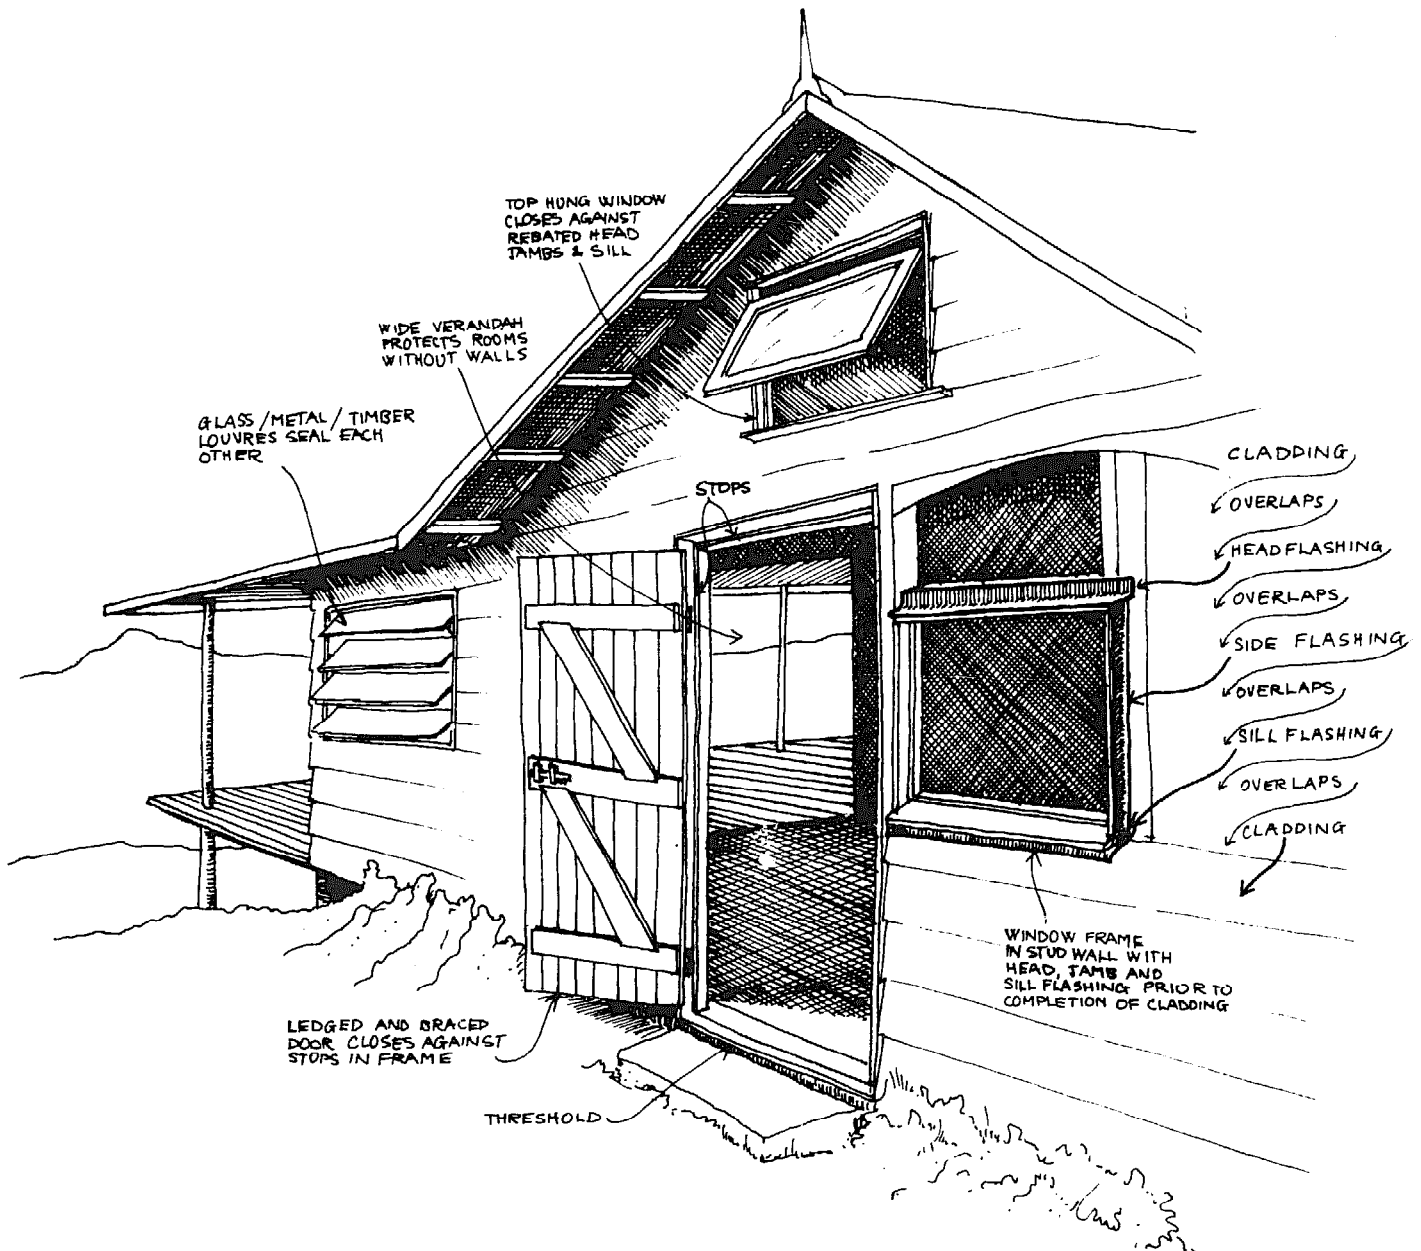 TOP HUNG WINDOW
CLOSES AGAINST
REBATED HEAD
JAMBS & SILL
WIDE VERANDAH
PROTECTS ROOMS
WITHOUT WALLS
GLASS/METAL/TIMBER
LOUVRES SEAL EACH
OTHER
STOPS
CLADDING
OVERLAPS
HEADFLASHING
OVERLAPS
SIDE FLASHING
OVERLAPS
SILL FLASHING
OVERLAPS
CLADDING
WINDOW FRAME
IN STUD WALL WITH
HEAD, JAMB AND
SILL FLASHING PRIOR TO
COMPLETION OF CLADDING
LEDGED AND BRACED
DOOR CLOSES AGAINST
STOPS IN FRAME
THRESHOLD